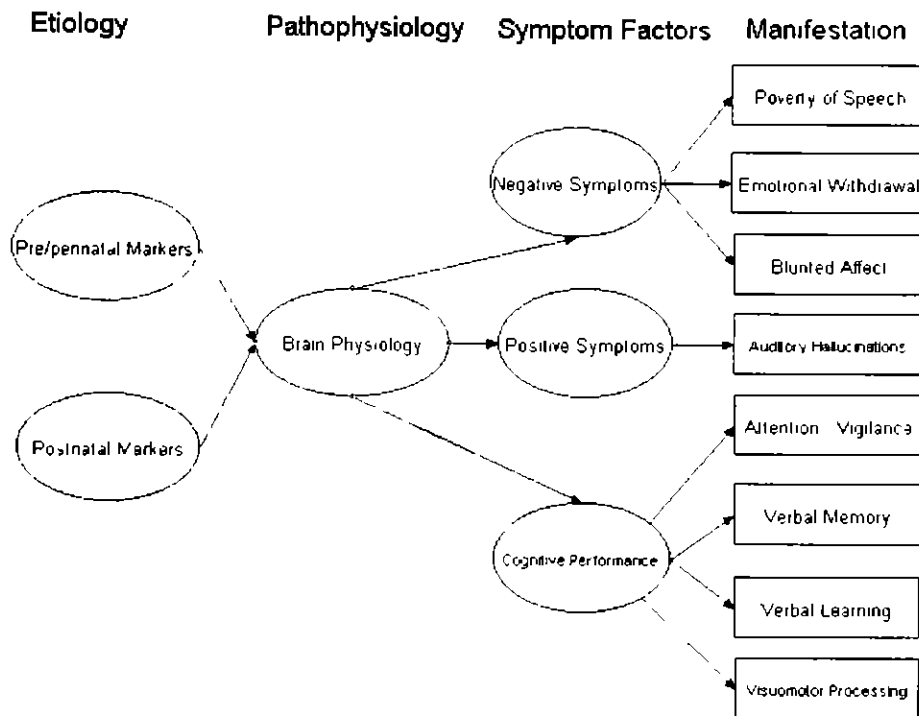 Etiology Pathophysiology Symptom Factors Manifestation
Poverty of Speech
Negative Symptoms
Emotional Withdrawal
Pre/pennatal Markers
Blunted Affect
Brain Physiology
Positive Symptoms
Auditory Hallucinations
Postnatal Markers
Attention Vigilance
Verbal Memory
Cognitive Performance
Verbal Learning
Visuomotor Processing